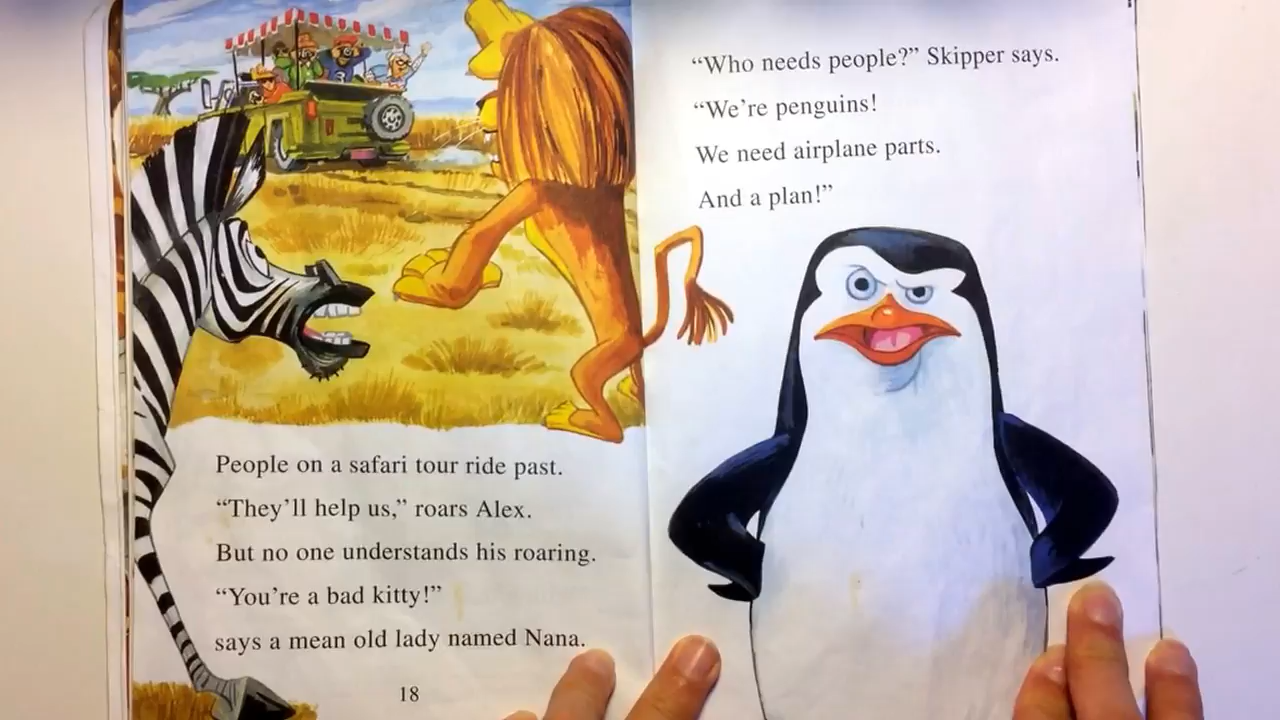 People on a safari tour ride past.
“They’ll help us,” roars Alex.
But no one understands his roaring.
“You’re a bad kitty!”
says a mean old lady named Nana.
18
“Who needs people?” Skipper says.
“We’re penguins!
We need airplane parts.
And a plan!”